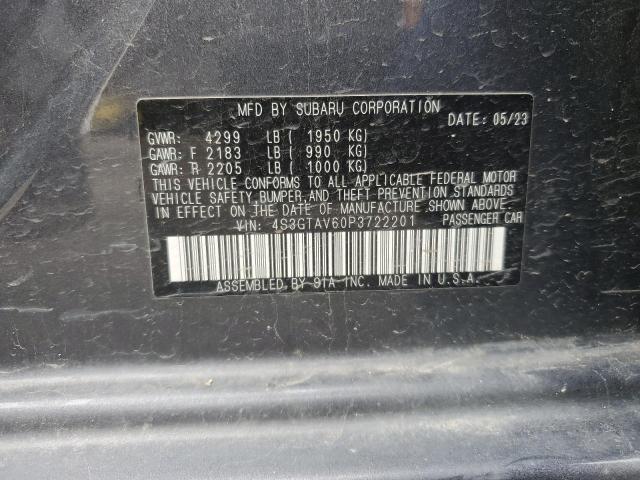 MFD BY SUBARU CORPORATION
DATE: 05/23
GVWR: 4299 LB ( 1950 KG)
GAWR: F 2183 LB ( 990 KG)
GAWR: R 2205 LB ( 1000 KG)
THIS VEHICLE CONFORMS TO ALL APPLICABLE FEDERAL MOTOR
VEHICLE SAFETY, BUMPER, AND THEFT PREVENTION STANDARDS
IN EFFECT ON THE DATE OF MANUFACTURE SHOWN ABOVE.
VIN: 4S3GTAV60P3722201 PASSENGER CAR
ASSEMBLED BY SIA INC. MADE IN U.S.A.